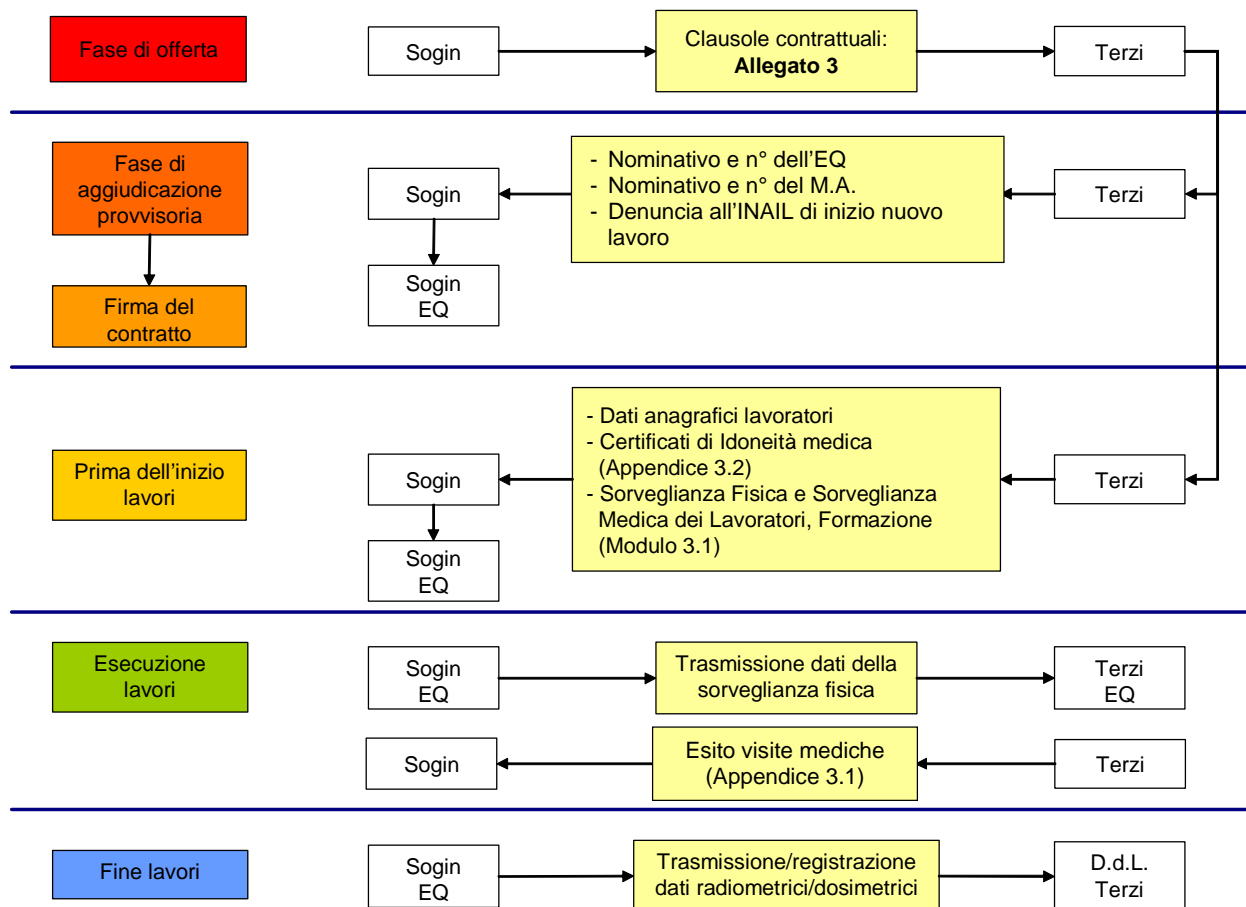 Fase di offerta
Sogin
Clausole contrattuali:
Allegato 3
Terzi
Fase di
aggiudicazione
provvisoria
Sogin
- Nominativo e n° dell'EQ
- Nominativo e n° del M.A.
- Denuncia all'INAIL di inizio nuovo
lavoro
Terzi
Firma del
contratto
Sogin
EQ
Prima dell'inizio
lavori
Sogin
- Dati anagrafici lavoratori
- Certificati di Idoneità medica
(Appendice 3.2)
- Sorveglianza Fisica e Sorveglianza
Medica dei Lavoratori, Formazione
(Modulo 3.1)
Terzi
Sogin
EQ
Esecuzione
lavori
Sogin
EQ
Trasmissione dati della
sorveglianza fisica
Terzi
EQ
Sogin
Esito visite mediche
(Appendice 3.1)
Terzi
Fine lavori
Sogin
EQ
Trasmissione/registrazione
dati radiometrici/dosimetrici
D.d.L.
Terzi